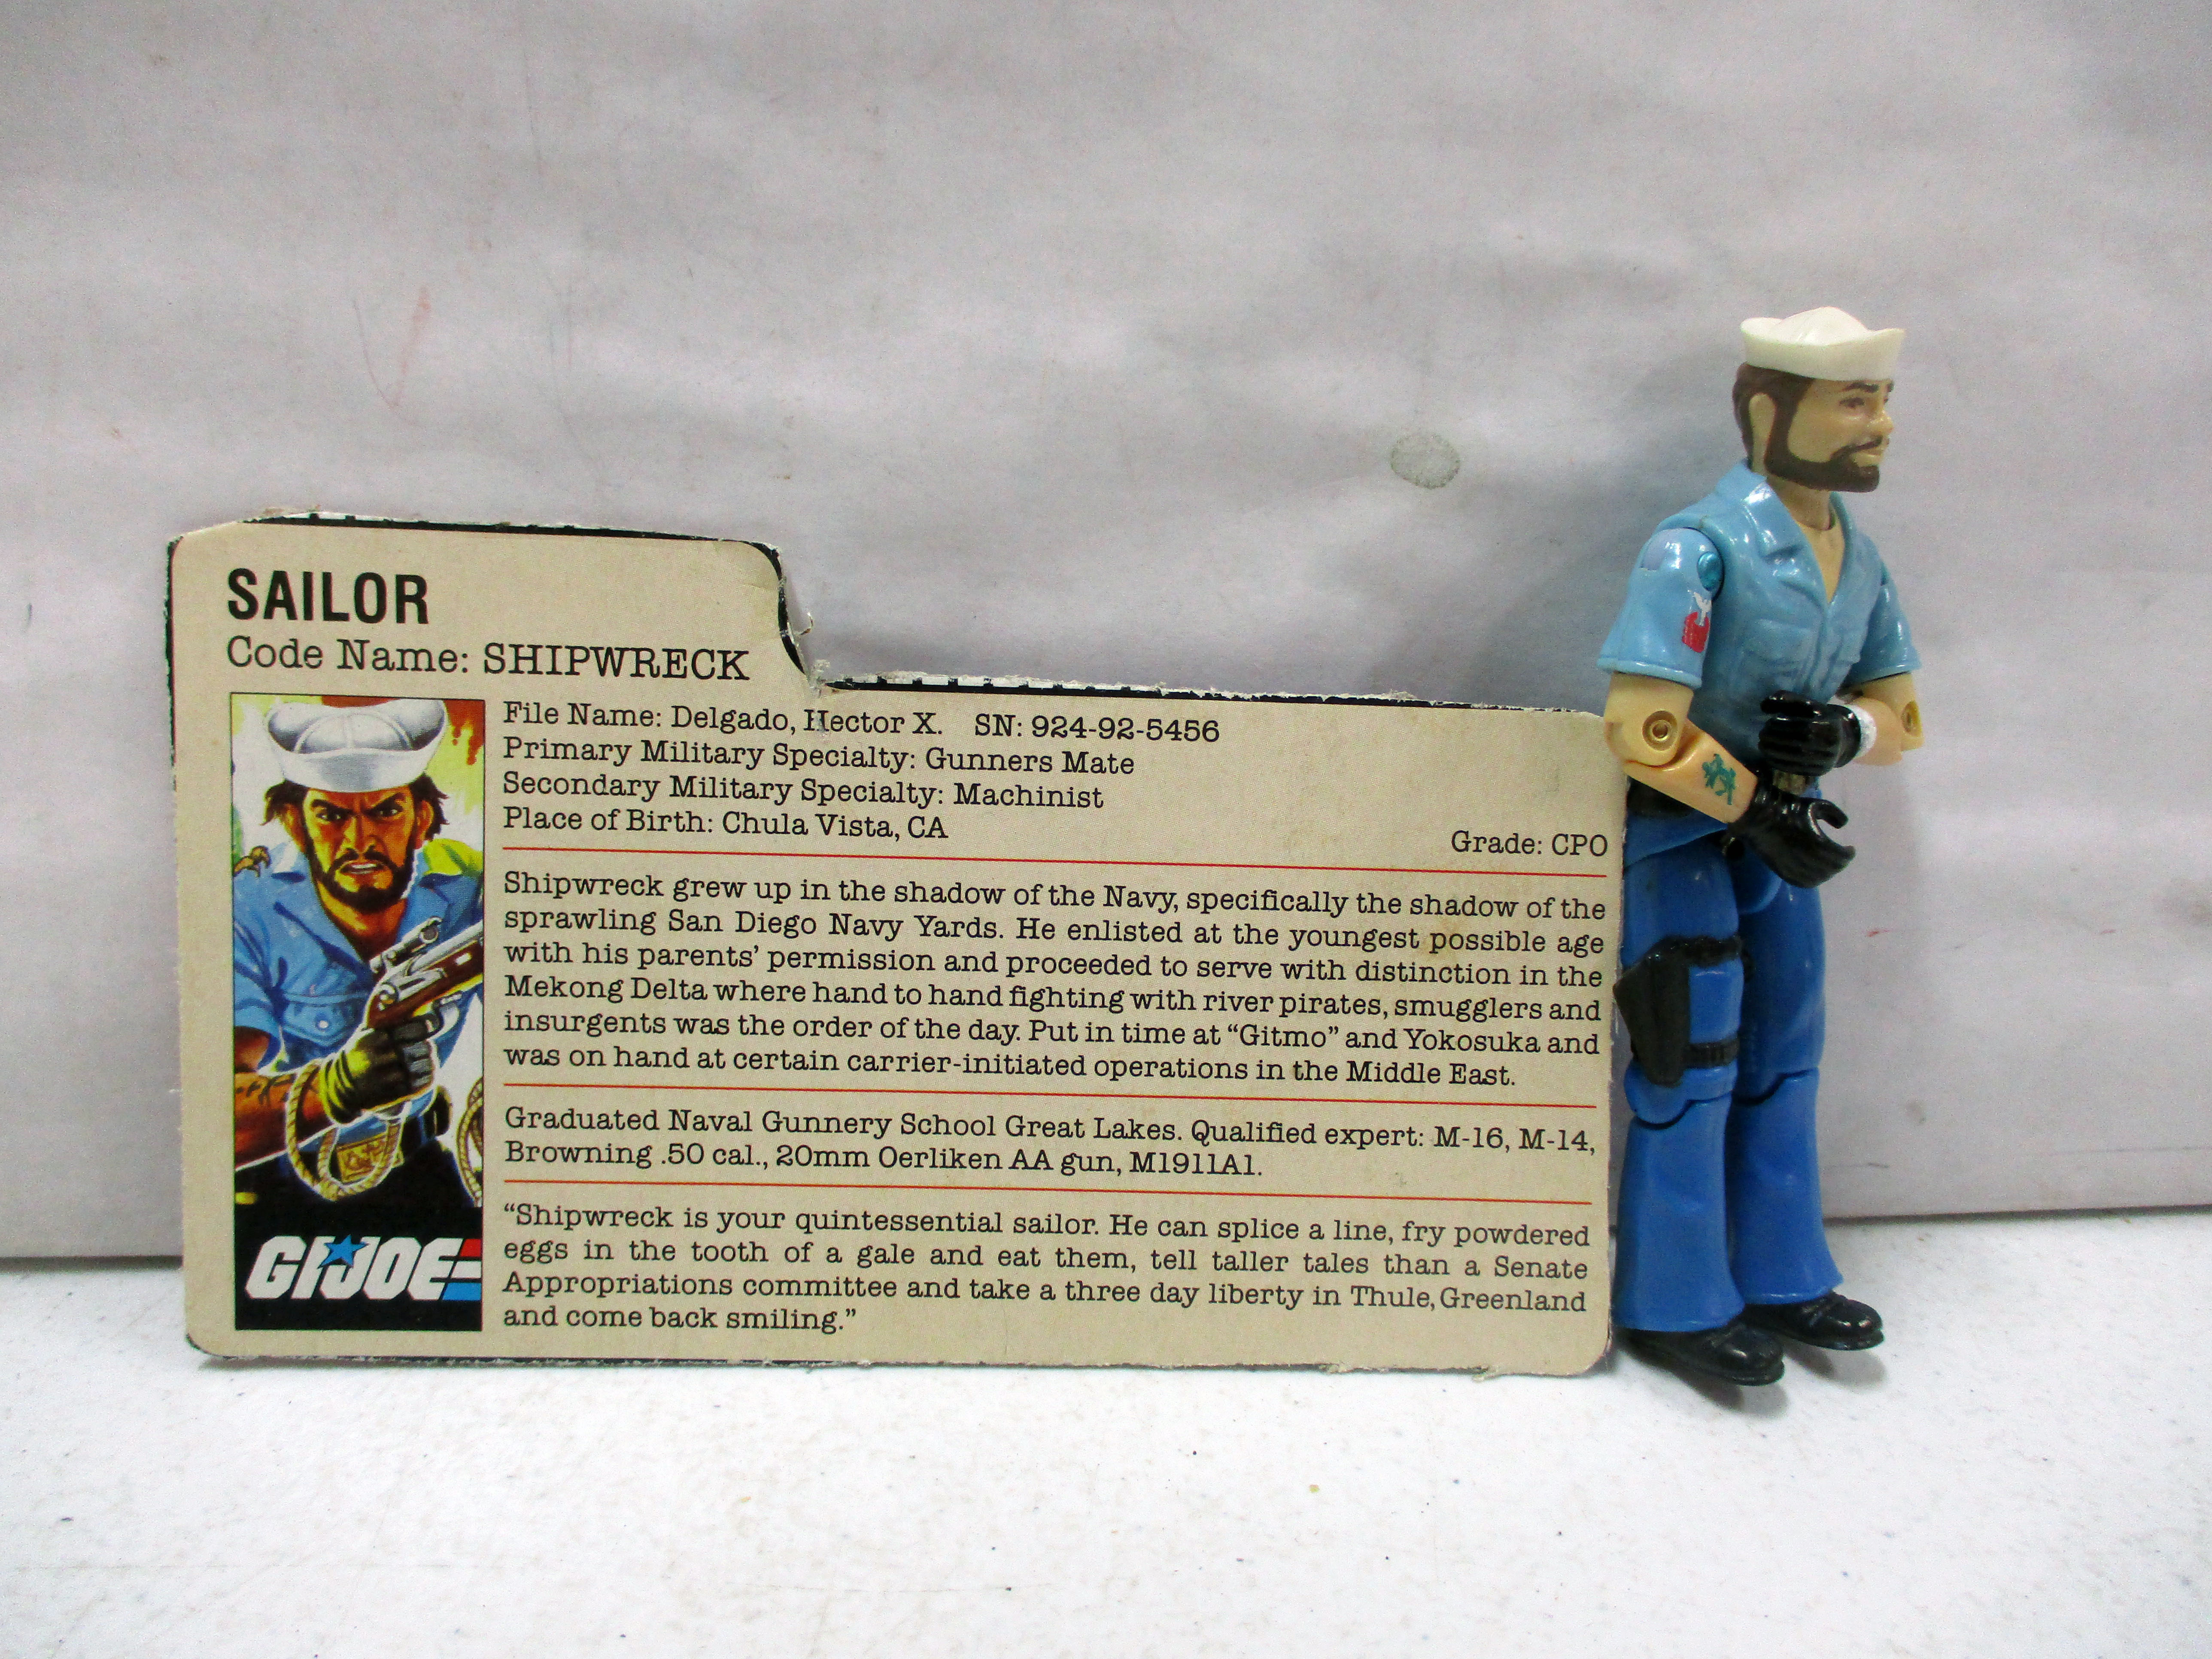 SAILOR
Code Name: SHIPWRECK
File Name: Delgado, Hector X. SN: 924-92-5456
Primary Military Specialty: Gunners Mate
Secondary Military Specialty: Machinist
Place of Birth: Chula Vista, CA
Grade: CPO
Shipwreck grew up in the shadow of the Navy, specifically the shadow of the
sprawling San Diego Navy Yards. He enlisted at the youngest possible age
with his parents’ permission and proceeded to serve with distinction in the
Mekong Delta where hand to hand fighting with river pirates, smugglers and
insurgents was the order of the day. Put in time at “Gitmo” and Yokosuka and
was on hand at certain carrier-initiated operations in the Middle East.
Graduated Naval Gunnery School Great Lakes. Qualified expert: M-16, M-14,
Browning .50 cal., 20mm Oerliken AA gun, M1911A1.
“Shipwreck is your quintessential sailor. He can splice a line, fry powdered
eggs in the tooth of a gale and eat them, tell taller tales than a Senate
Appropriations committee and take a three day liberty in Thule, Greenland
and come back smiling.”
GI JOE